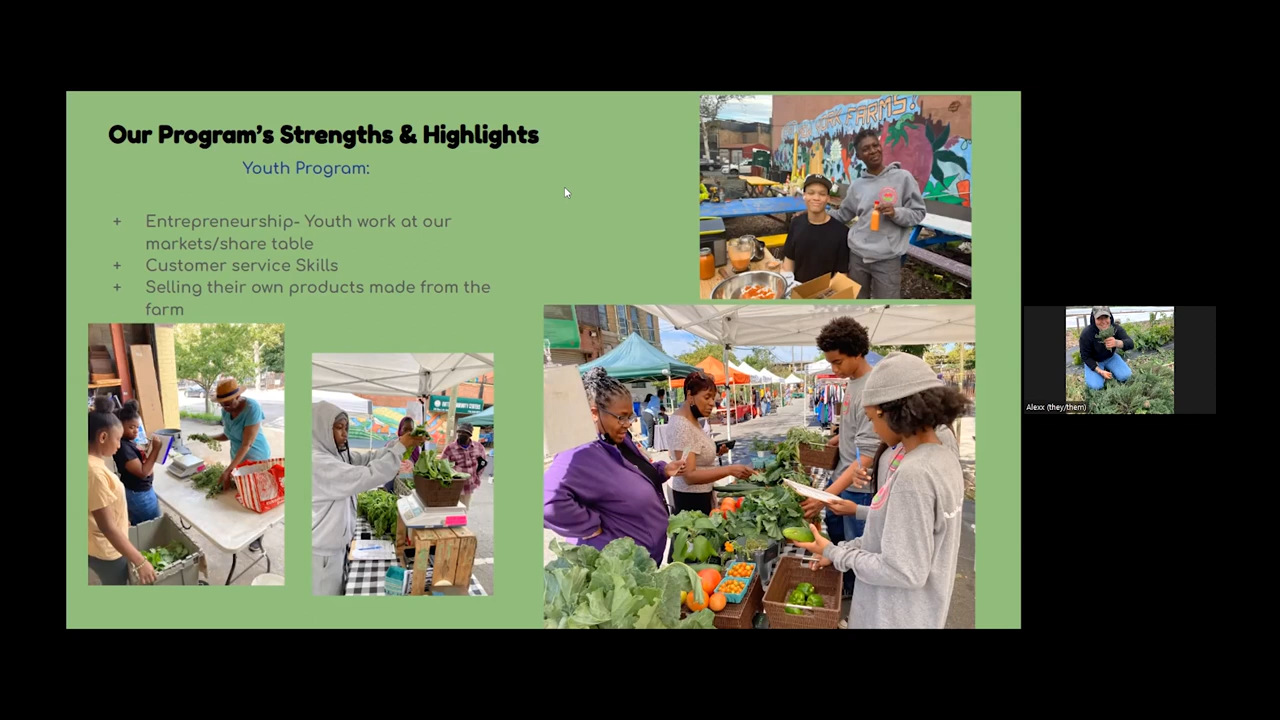 Our Program's Strengths & Highlights
Youth Program:
+ Entrepreneurship- Youth work at our
markets/share table
+ Customer service Skills
+ Selling their own products made from the
farm
FARMS!
Alexx (they/them)